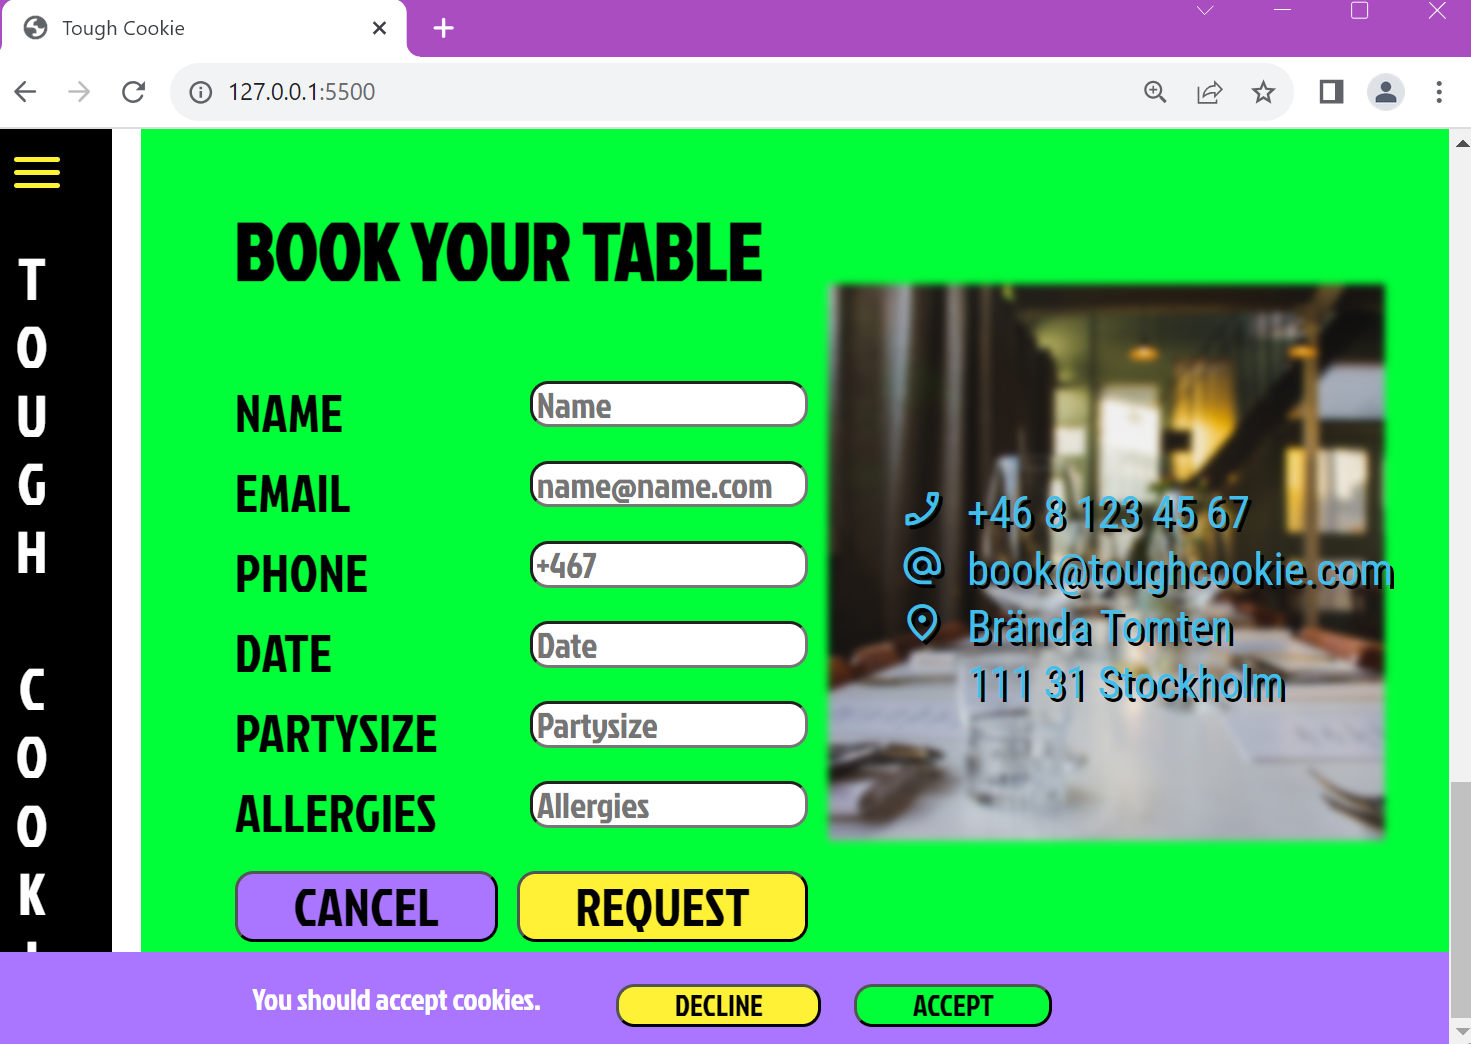 Tough Cookie
127.0.0.1:5500
TOUGH COOK
BOOK YOUR TABLE
NAME
Name
EMAIL
name@name.com
PHONE
+467
DATE
Date
PARTYSIZE
Partysize
ALLERGIES
Allergies
CANCEL
REQUEST
+46 8 123 45 67
book@toughcookie.com
Brända Tomten
111 31 Stockholm
You should accept cookies.
DECLINE
ACCEPT